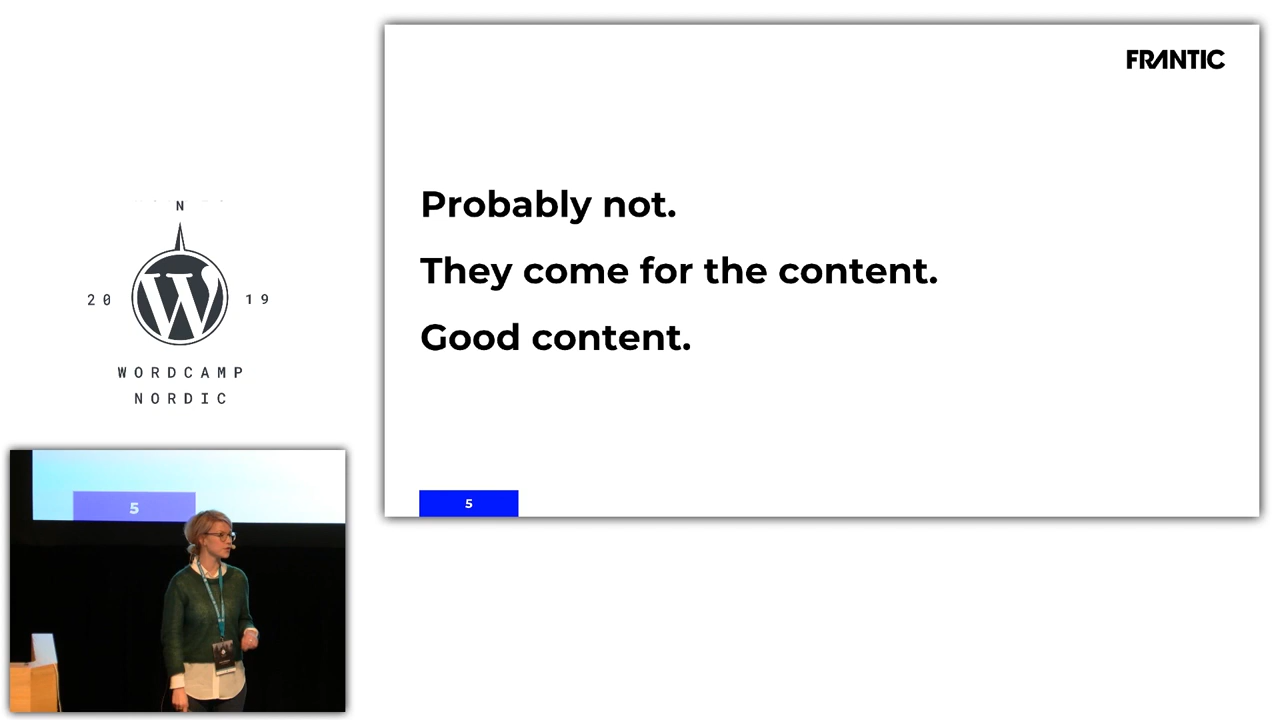 N
20 19
WORDCAMP
NORDIC
FRANTIC
Probably not.
They come for the content.
Good content.
5
5